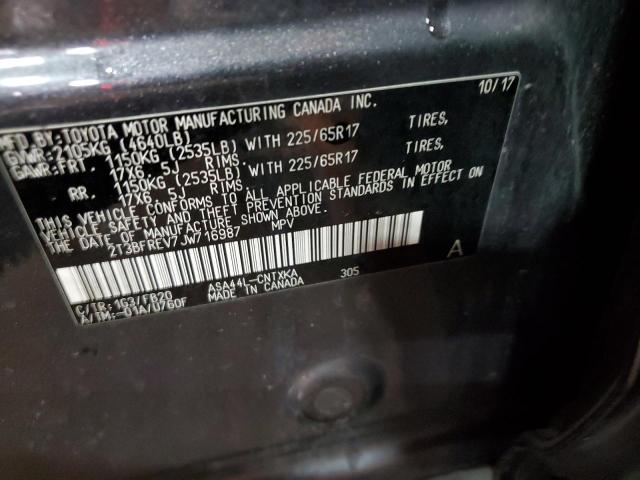 MFD.BY:TOYOTA MOTOR MANUFACTURING CANADA INC. 10/17
GVWR:2105KG (4640LB)
GAWR:FRT. 1150KG (2535LB) WITH 225/65R17 TIRES,
17X6. 5J RIMS.
RR. 1150KG (2535LB) WITH 225/65R17 TIRES,
17X6. 5J RIMS.
THIS VEHICLE CONFORMS TO ALL APPLICABLE FEDERAL MOTOR
VEHICLE SAFETY AND THEFT PREVENTION STANDARDS IN EFFECT ON
THE DATE OF MANUFACTURE SHOWN ABOVE.
2T3BFREV7JW716987 MPV
A
C/TR:1G3/FB20 ASA44L-CNTXKA 305
A/TM:-01A/U760F MADE IN CANADA